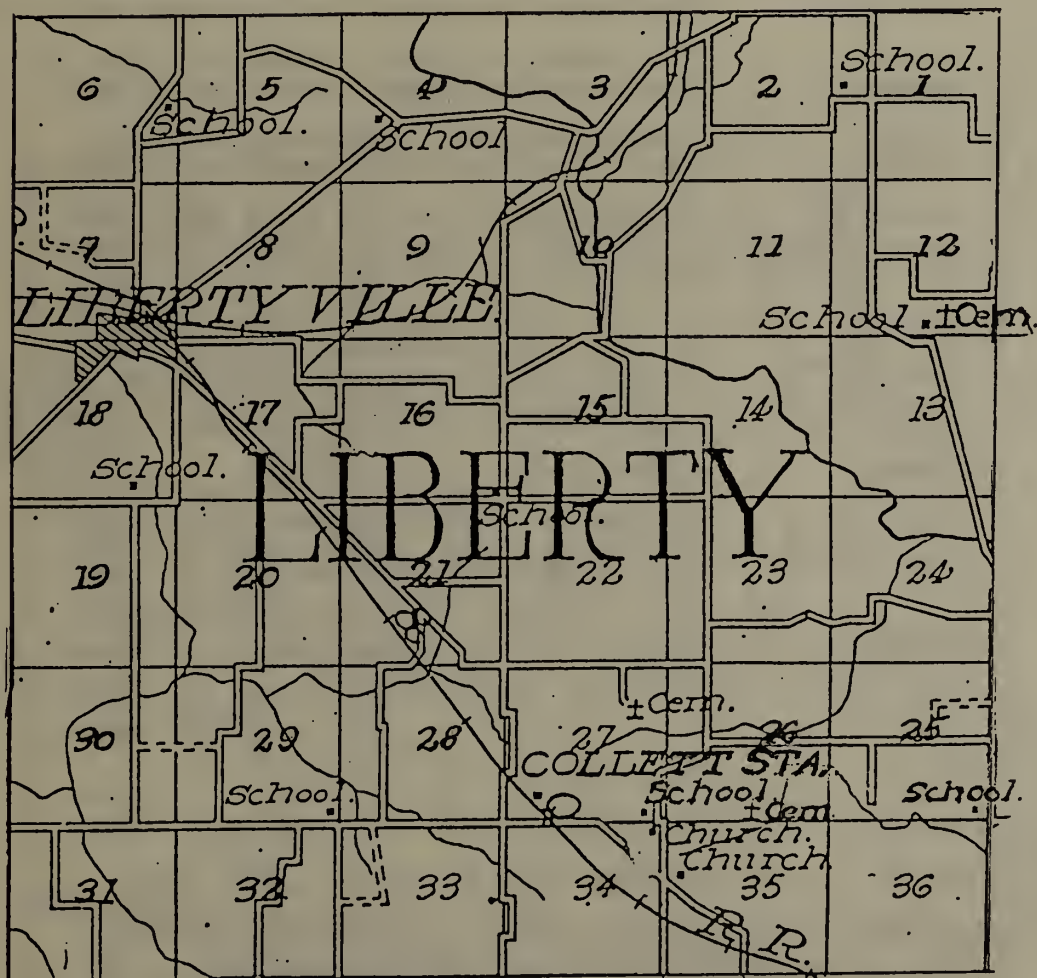 6 5 4 3 2 1
School.
School.
School
7 8 9 10 11 12
LIBERTYVILLE.
School
Cem.
18 17 16 15 14 13
School.
LIBERTY
School.
19 20 21 22 23 24
Cem.
30 29 28 27 26 25
COLLETT STA.
School.
School
School.
Cem
Church.
Church
31 32 33 34 35 36
R. R.